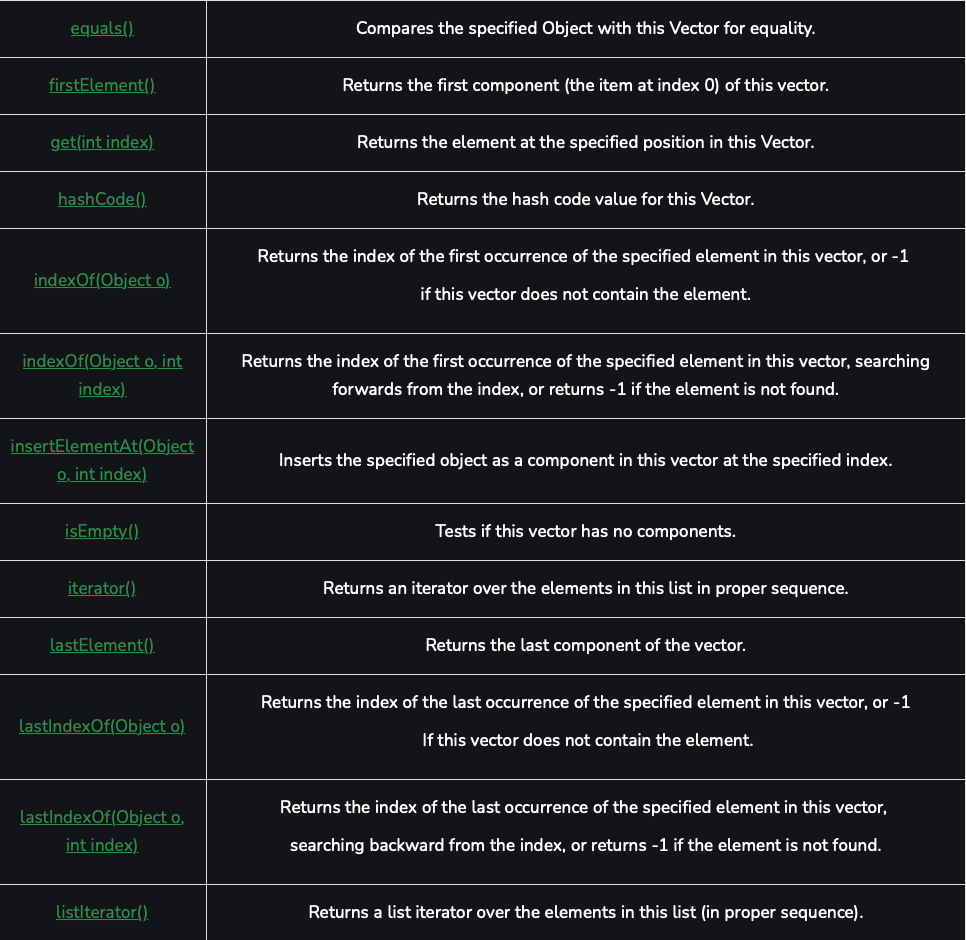 equals()
Compares the specified Object with this Vector for equality.
firstElement()
Returns the first component (the item at index 0) of this vector.
get(int index)
Returns the element at the specified position in this Vector.
hashCode()
Returns the hash code value for this Vector.
indexOf(Object o)
Returns the index of the first occurrence of the specified element in this vector, or -1
if this vector does not contain the element.
indexOf(Object o, int
index)
Returns the index of the first occurrence of the specified element in this vector, searching
forwards from the index, or returns -1 if the element is not found.
insertElementAt(Object
o, int index)
Inserts the specified object as a component in this vector at the specified index.
isEmpty()
Tests if this vector has no components.
iterator()
Returns an iterator over the elements in this list in proper sequence.
lastElement()
Returns the last component of the vector.
lastIndexOf(Object o)
Returns the index of the last occurrence of the specified element in this vector, or -1
If this vector does not contain the element.
lastIndexOf(Object o,
int index)
Returns the index of the last occurrence of the specified element in this vector,
searching backward from the index, or returns -1 if the element is not found.
listIterator()
Returns a list iterator over the elements in this list (in proper sequence).